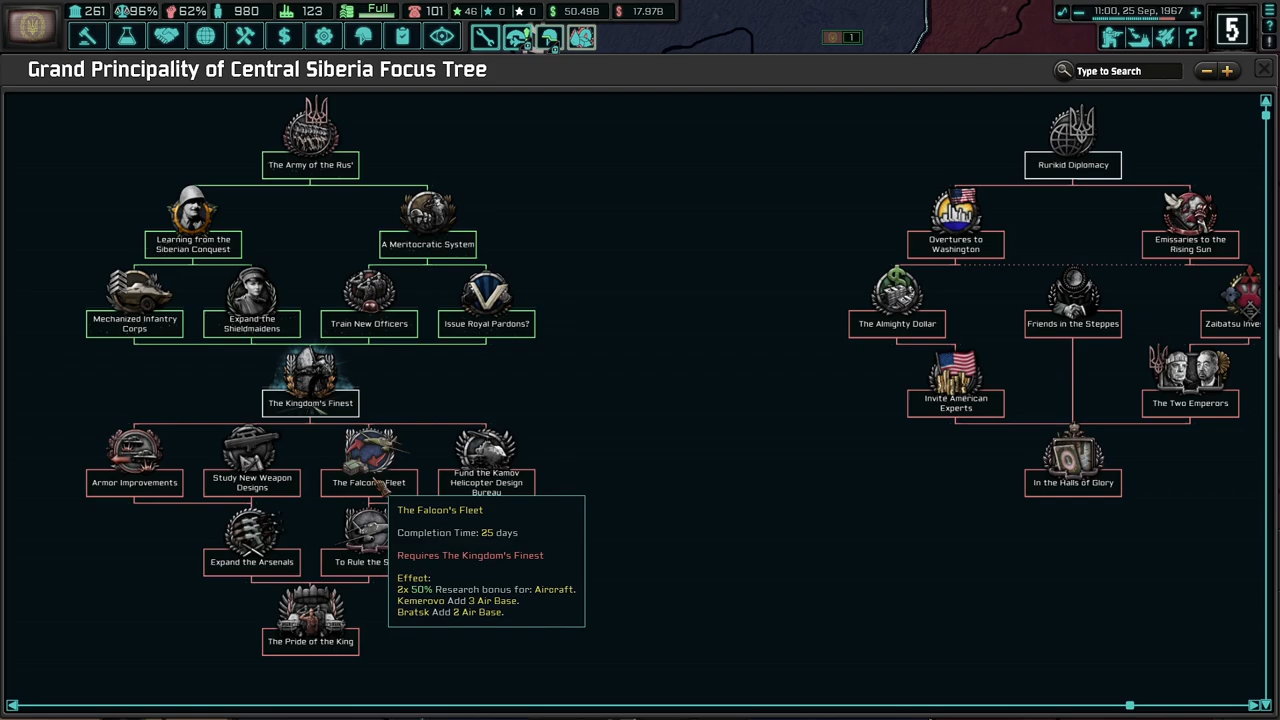 261 96% 62% 980 123 Full 101 46 0 0 $ 50.49B $ 17.97B
11:00, 25 Sep, 1967
5
1
Grand Principality of Central Siberia Focus Tree
Type to Search
The Army of the Rus'
Rurikid Diplomacy
Learning from the
Siberian Conquest
A Meritocratic System
Overtures to
Washington
Emissaries to the
Rising Sun
Mechanized Infantry
Corps
Expand the
Shieldmaidens
Train New Officers
Issue Royal Pardons?
The Almighty Dollar
Friends in the Steppes
Zaibatsu Inve
The Kingdom's Finest
Invite American
Experts
The Two Emperors
Armor Improvements
Study New Weapon
Designs
The Falcon's Fleet
Fund the Kamov
Helicopter Design
Bureau
In the Halls of Glory
The Falcon's Fleet
Completion Time: 25 days
Requires The Kingdom's Finest
Effect:
2x 50% Research bonus for: Aircraft.
Kemerovo Add 3 Air Base.
Bratsk Add 2 Air Base.
Expand the Arsenals
To Rule the S
The Pride of the King